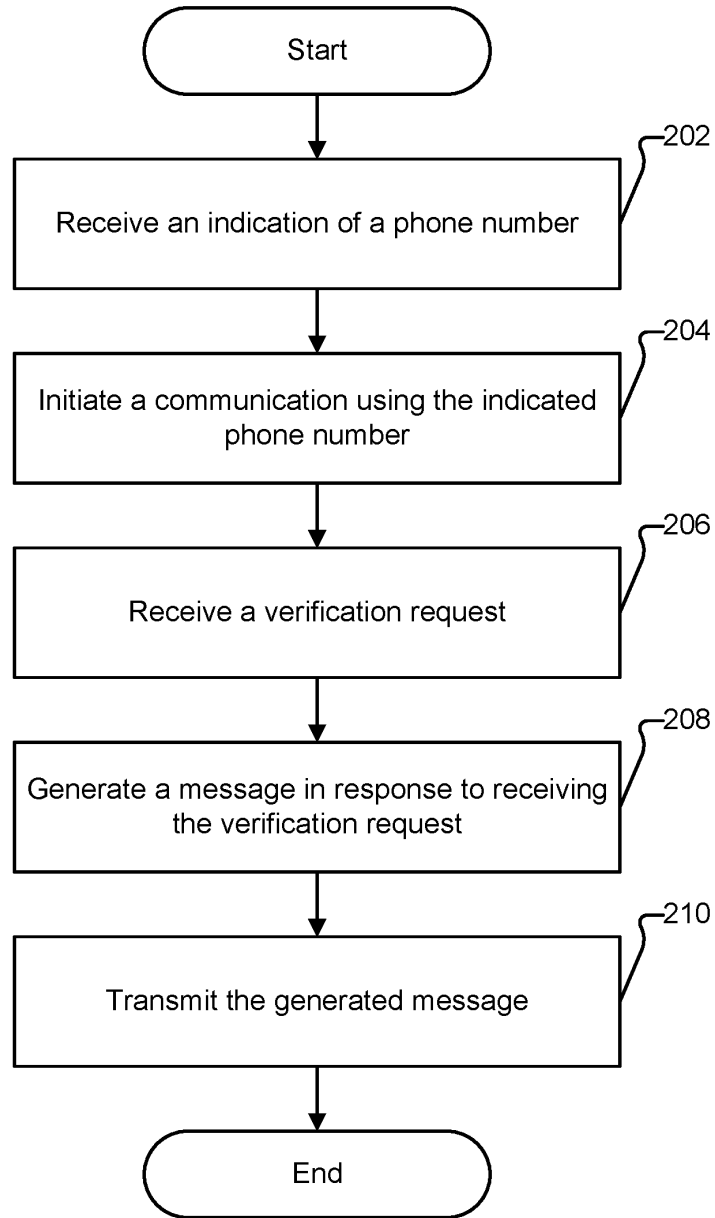 Start
202
Receive an indication of a phone number
204
Initiate a communication using the indicated
phone number
206
Receive a verification request
208
Generate a message in response to receiving
the verification request
210
Transmit the generated message
End